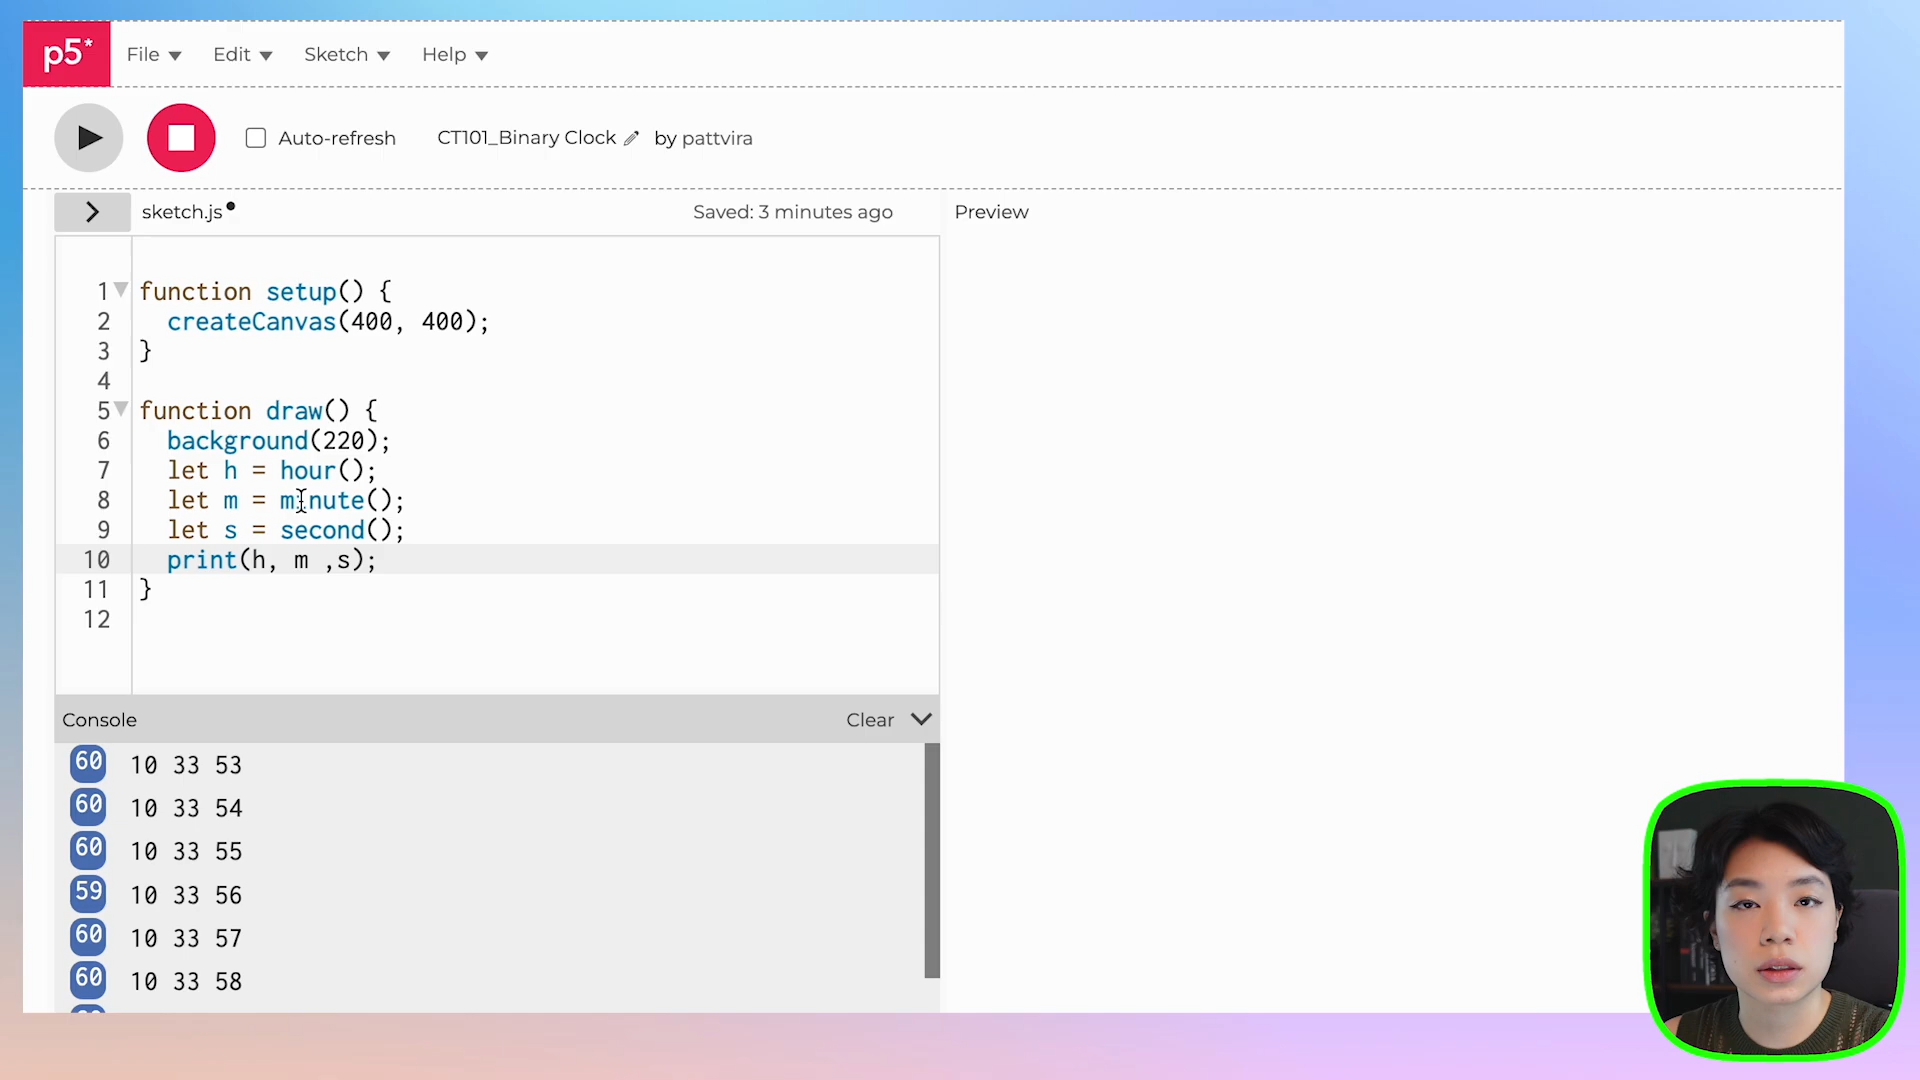 p5* File Edit Sketch Help
Auto-refresh CT101_Binary Clock by pattvira
sketch.js Saved: 3 minutes ago Preview
1 function setup() {
2 createCanvas(400, 400);
3 }
4
5 function draw() {
6 background(220);
7 let h = hour();
8 let m = minute();
9 let s = second();
10 print(h, m ,s);
11 }
12
Console Clear
60 10 33 53
60 10 33 54
60 10 33 55
59 10 33 56
60 10 33 57
60 10 33 58